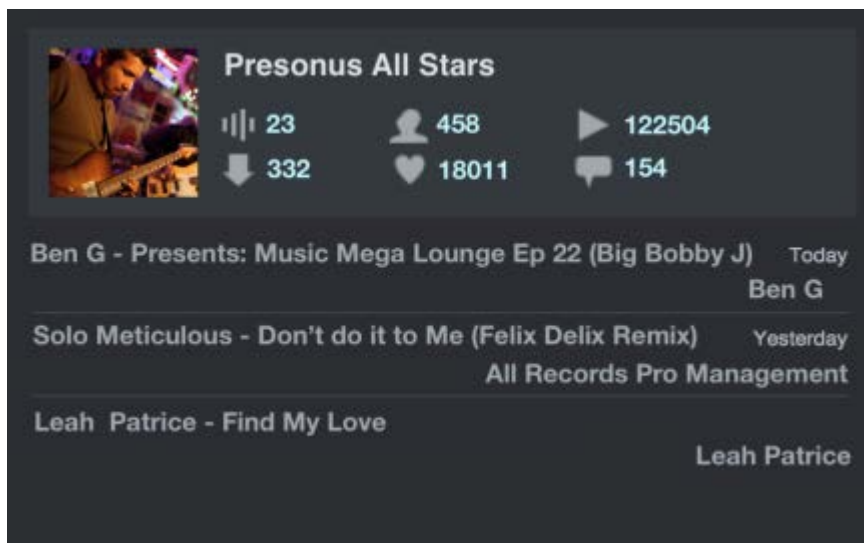 Presonus All Stars
23 458 122504
332 18011 154
Ben G - Presents: Music Mega Lounge Ep 22 (Big Bobby J) Today
Ben G
Solo Meticulous - Don't do it to Me (Felix Delix Remix) Yesterday
All Records Pro Management
Leah Patrice - Find My Love
Leah Patrice